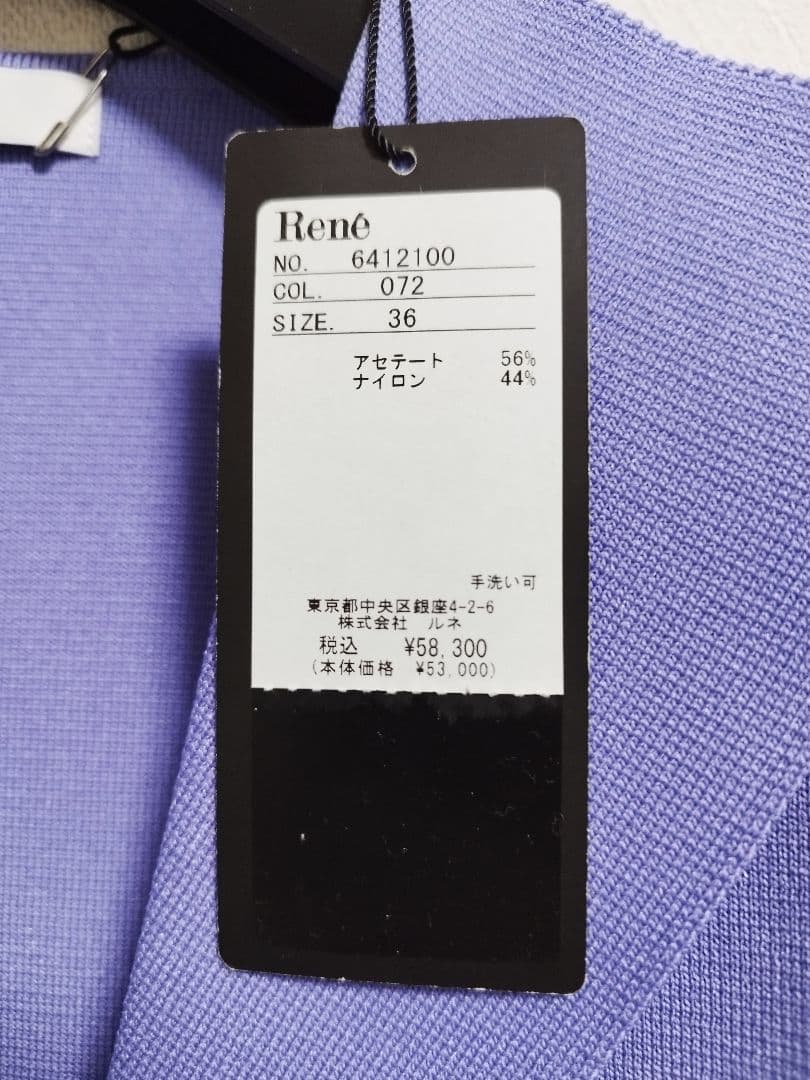 René
NO. 6412100
COL. 072
SIZE. 36
アセテート 56%
ナイロン 44%
手洗い可
東京都中央区銀座4-2-6
株式会社 ルネ
税込 ¥58,300
(本体価格 ¥53,000)